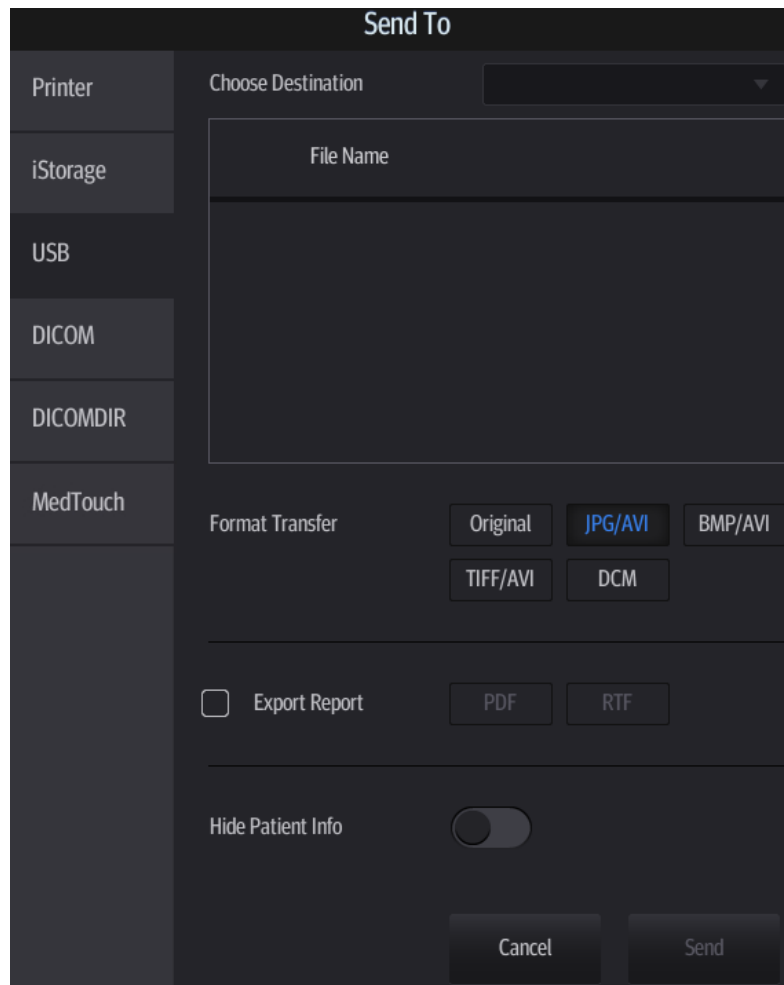 Send To
Printer
iStorage
USB
DICOM
DICOMDIR
MedTouch
Choose Destination
File Name
Format Transfer
Original
JPG/AVI
BMP/AVI
TIFF/AVI
DCM
Export Report
PDF
RTF
Hide Patient Info
Cancel
Send